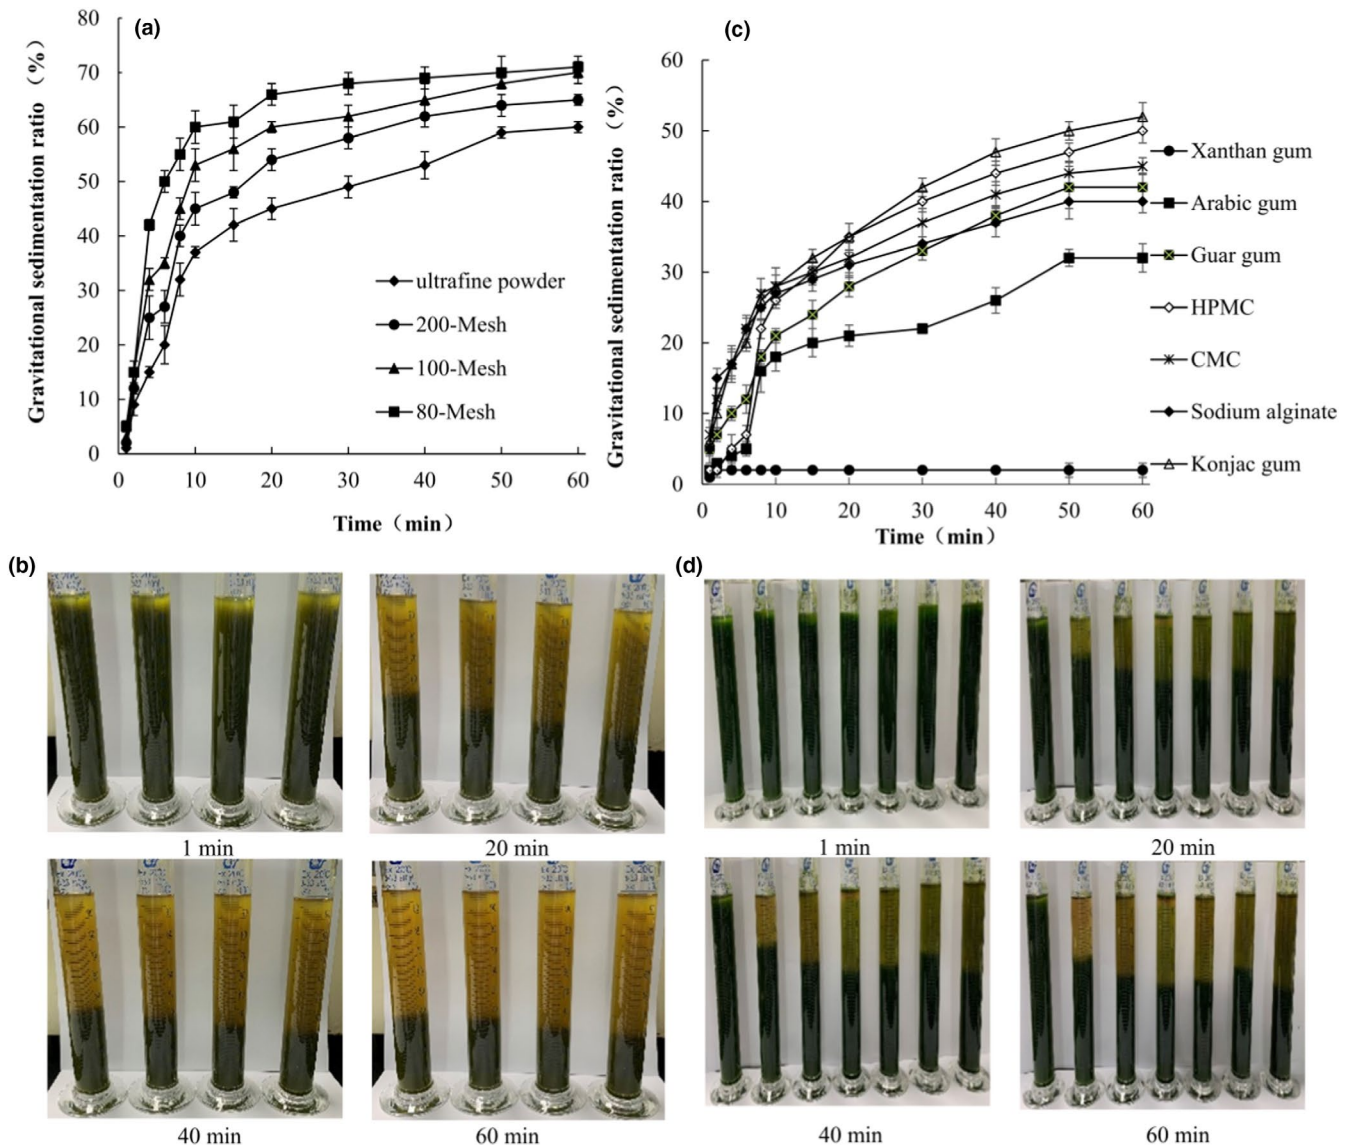 (a)
Gravitational sedimentation ratio （%）
80
70
60
50
40
30
20
10
0
0 10 20 30 40 50 60
Time（min）
ultrafine powder
200-Mesh
100-Mesh
80-Mesh
(c)
Gravitational sedimentation ratio （%）
60
50
40
30
20
10
0
0 10 20 30 40 50 60
Time（min）
Xanthan gum
Arabic gum
Guar gum
HPMC
CMC
Sodium alginate
Konjac gum
(b)
1 min
20 min
40 min
60 min
(d)
1 min
20 min
40 min
60 min